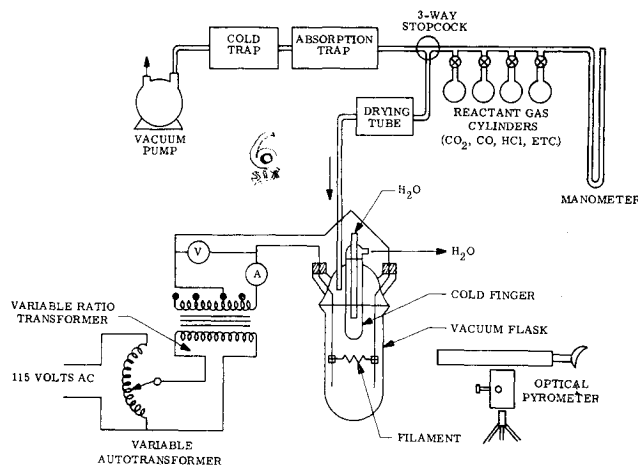 3-WAY
STOPCOCK
COLD
TRAP
ABSORPTION
TRAP
DRYING
TUBE
REACTANT GAS
CYLINDERS
(CO2, CO, HCl, ETC.)
VACUUM
PUMP
MANOMETER
H2O
H2O
V
A
COLD FINGER
VARIABLE RATIO
TRANSFORMER
VACUUM FLASK
115 VOLTS AC
OPTICAL
PYROMETER
FILAMENT
VARIABLE
AUTOTRANSFORMER